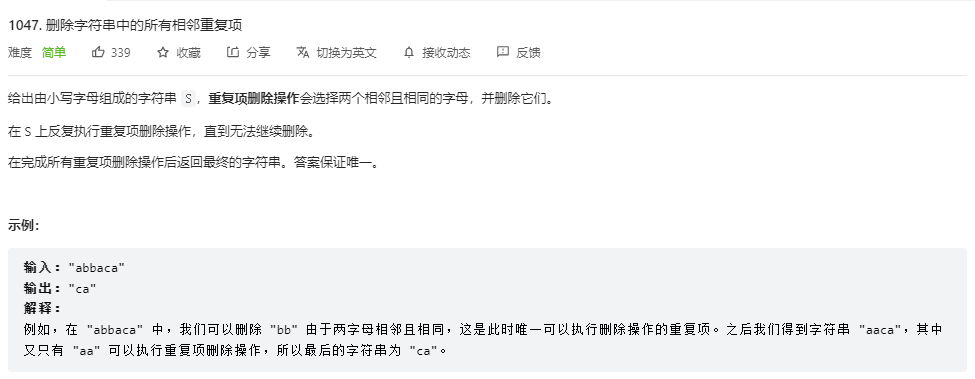 1047. 删除字符串中的所有相邻重复项
难度 简单 339 收藏 分享 切换为英文 接收动态 反馈
给出由小写字母组成的字符串 S，重复项删除操作会选择两个相邻且相同的字母，并删除它们。
在 S 上反复执行重复项删除操作，直到无法继续删除。
在完成所有重复项删除操作后返回最终的字符串。答案保证唯一。
示例：
输入："abbaca"
输出："ca"
解释：
例如，在 "abbaca" 中，我们可以删除 "bb" 由于两字母相邻且相同，这是此时唯一可以执行删除操作的重复项。之后我们得到字符串 "aaca"，其中
又只有 "aa" 可以执行重复项删除操作，所以最后的字符串为 "ca"。